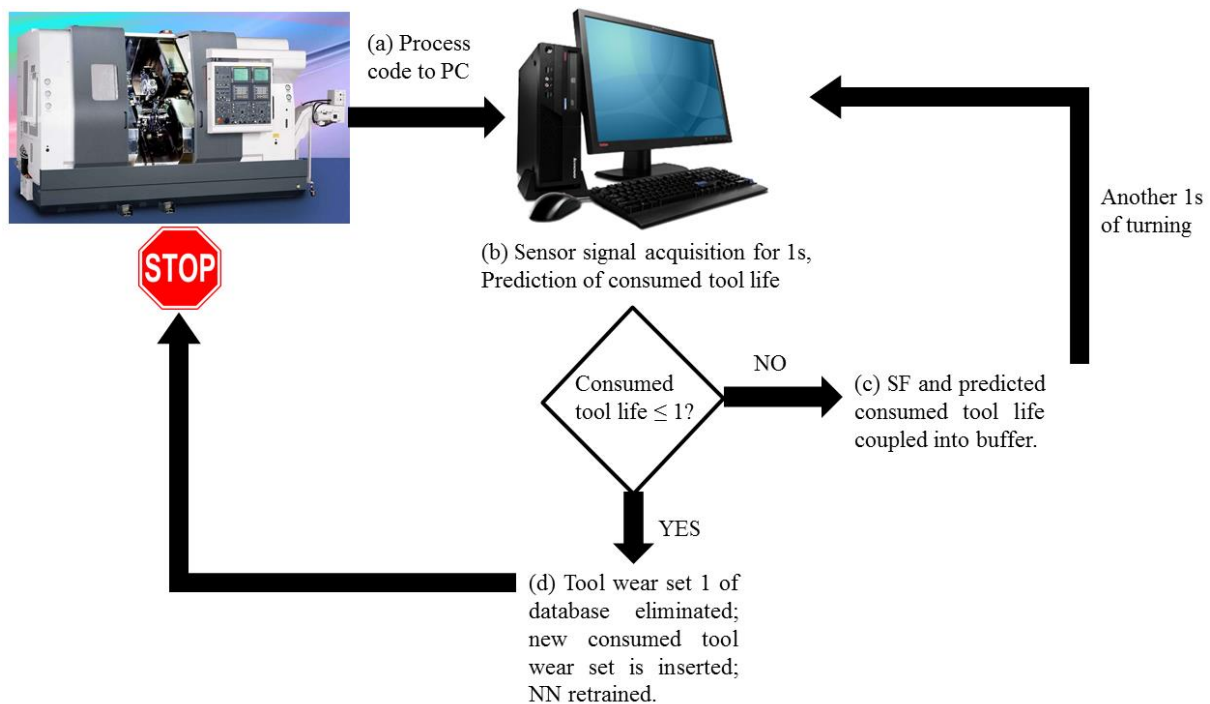 (a) Process
code to PC
STOP
(b) Sensor signal acquisition for 1s,
Prediction of consumed tool life
Another 1s
of turning
Consumed
tool life ≤ 1?
NO
(c) SF and predicted
consumed tool life
coupled into buffer.
YES
(d) Tool wear set 1 of
database eliminated;
new consumed tool
wear set is inserted;
NN retrained.